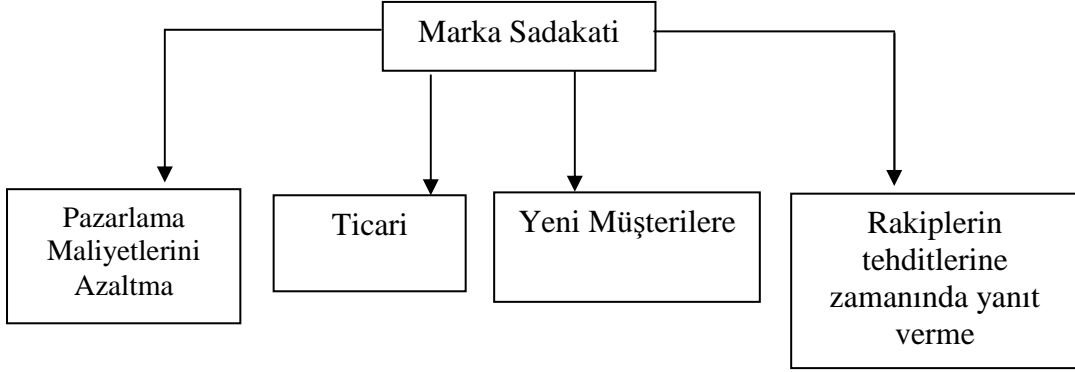 Marka Sadakati
Pazarlama
Maliyetlerini
Azaltma
Ticari
Yeni Müşterilere
Rakiplerin
tehditlerine
zamanında yanıt
verme